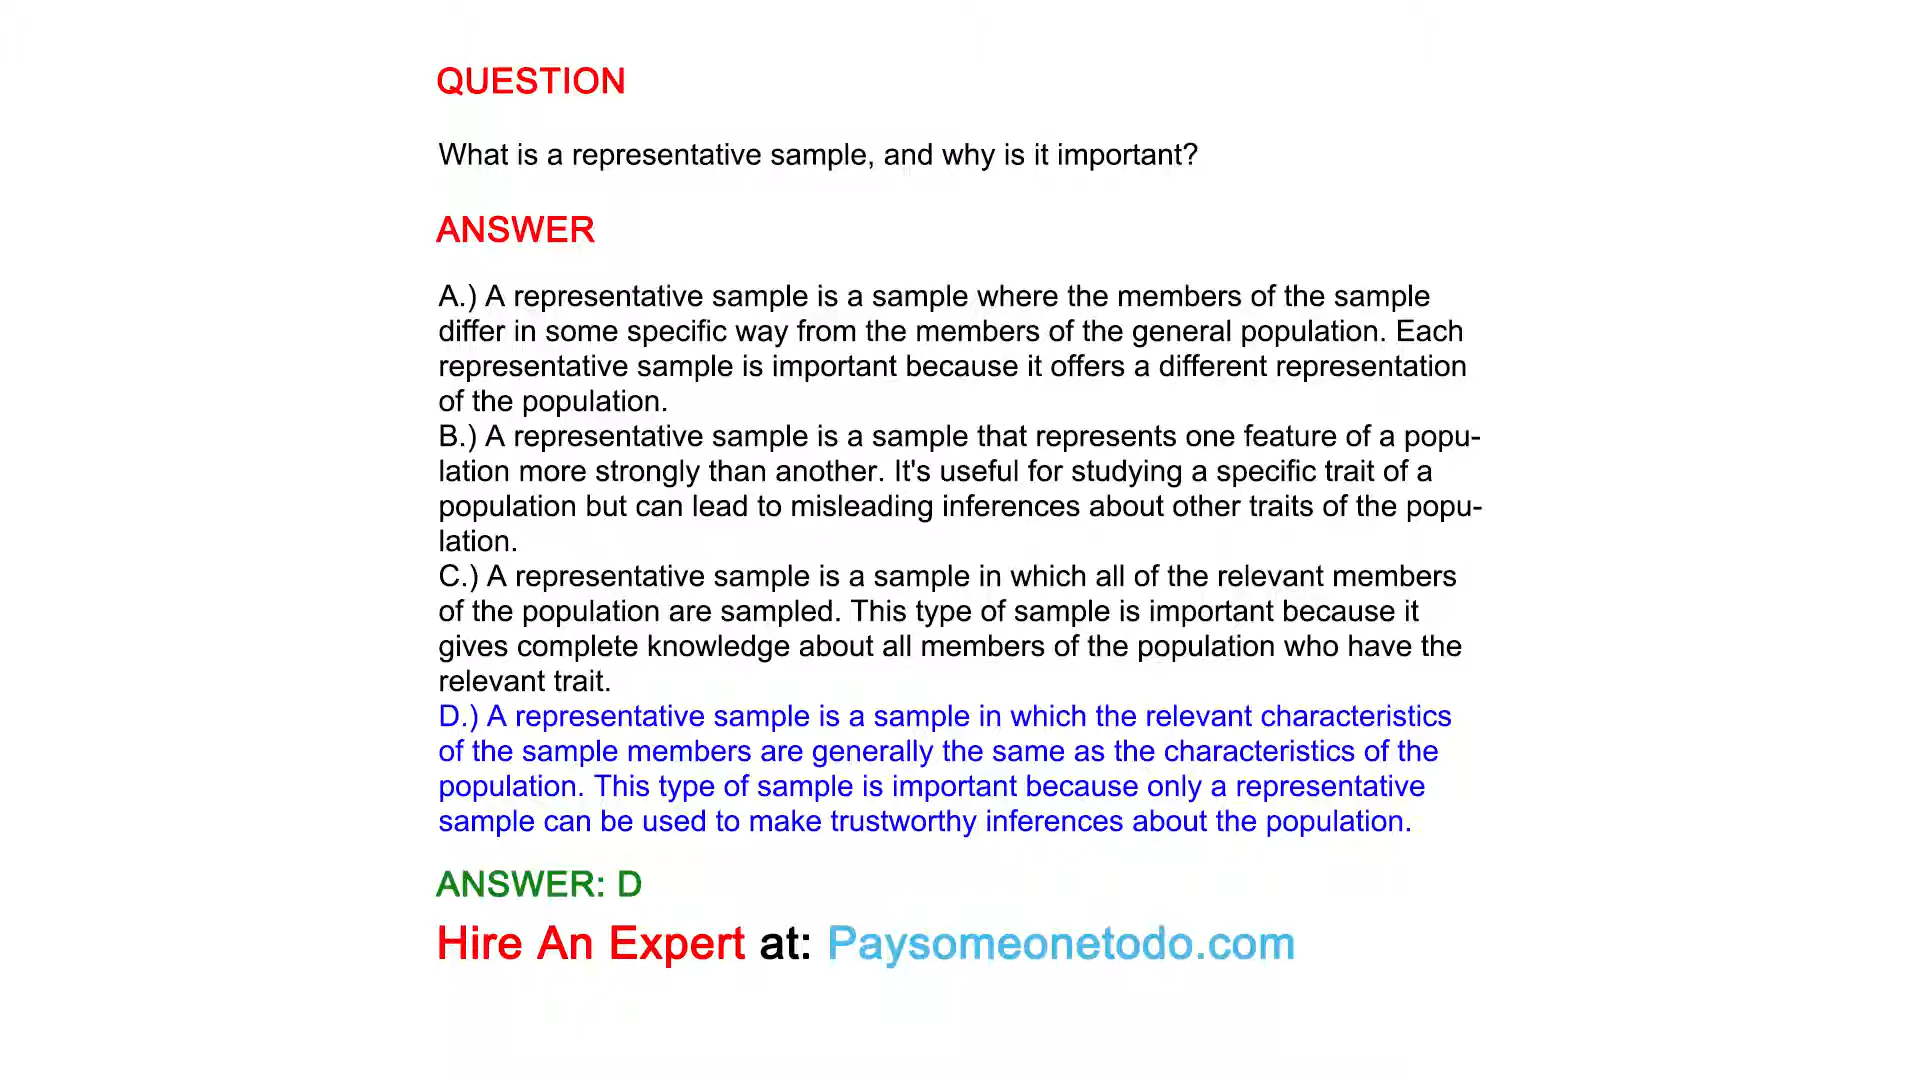 QUESTION
What is a representative sample, and why is it important?
ANSWER
A.) A representative sample is a sample where the members of the sample
differ in some specific way from the members of the general population. Each
representative sample is important because it offers a different representation
of the population.
B.) A representative sample is a sample that represents one feature of a popu-
lation more strongly than another. It's useful for studying a specific trait of a
population but can lead to misleading inferences about other traits of the popu-
lation.
C.) A representative sample is a sample in which all of the relevant members
of the population are sampled. This type of sample is important because it
gives complete knowledge about all members of the population who have the
relevant trait.
D.) A representative sample is a sample in which the relevant characteristics
of the sample members are generally the same as the characteristics of the
population. This type of sample is important because only a representative
sample can be used to make trustworthy inferences about the population.
ANSWER: D
Hire An Expert at: Paysomeonetodo.com